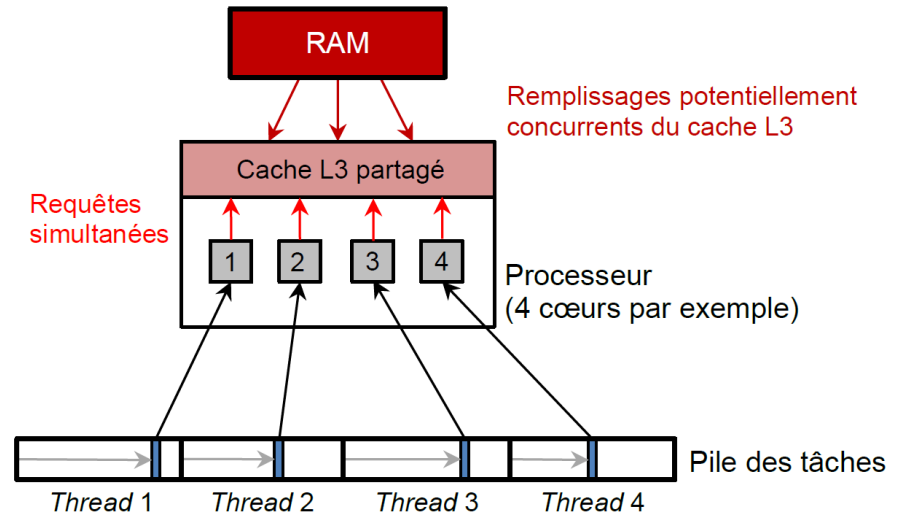 RAM
Remplissages potentiellement
concurrents du cache L3
Cache L3 partagé
Requêtes
simultanées
1 2 3 4
Processeur
(4 cœurs par exemple)
Pile des tâches
Thread 1 Thread 2 Thread 3 Thread 4